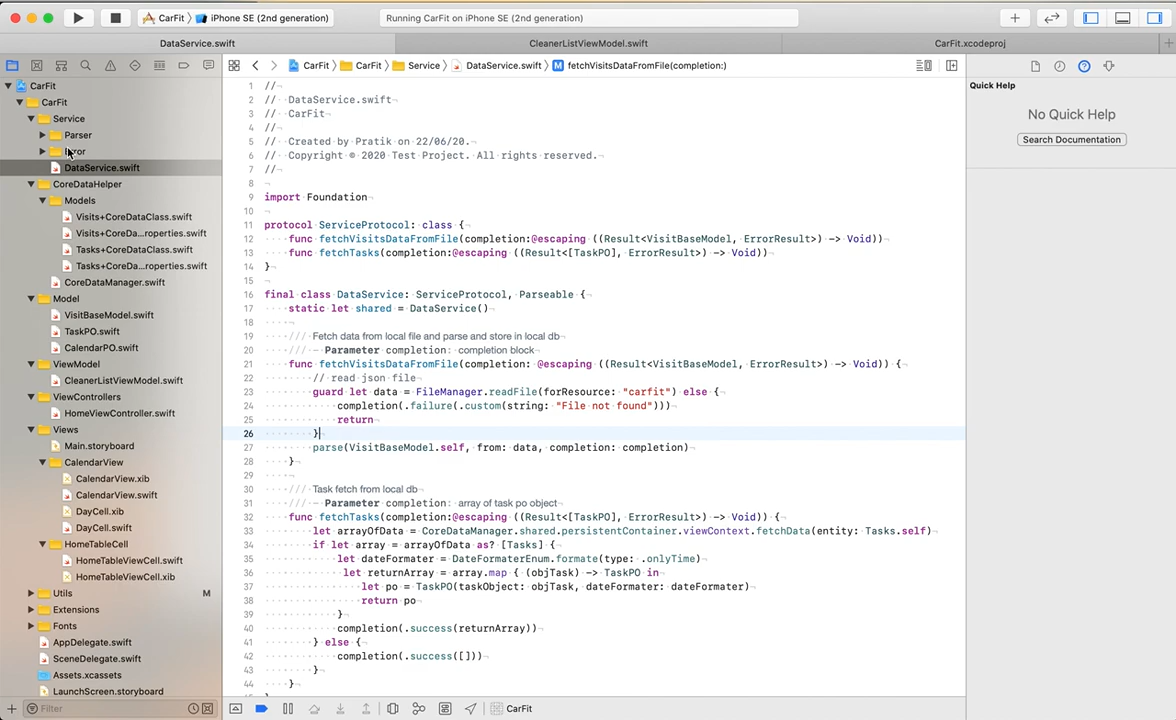 CarFit 〉 iPhone SE (2nd generation)
Running CarFit on iPhone SE (2nd generation)
DataService.swift
CleanerListViewModel.swift
CarFit.xcodeproj
CarFit 〉 CarFit 〉 Service 〉 DataService.swift 〉 M fetchVisitsDataFromFile(completion:)
CarFit
CarFit
Service
Parser
DataService.swift
CoreDataHelper
Models
Visits+CoreDataClass.swift
Visits+CoreDa...roperties.swift
Tasks+CoreDataClass.swift
Tasks+CoreDa...roperties.swift
CoreDataManager.swift
Model
VisitBaseModel.swift
TaskPO.swift
CalendarPO.swift
ViewModel
CleanerListViewModel.swift
ViewControllers
HomeViewController.swift
Views
Main.storyboard
CalendarView
CalendarView.xib
CalendarView.swift
DayCell.xib
DayCell.swift
HomeTableCell
HomeTableViewCell.swift
HomeTableViewCell.xib
Utils M
Extensions
Fonts
AppDelegate.swift
SceneDelegate.swift
Assets.xcassets
LaunchScreen.storyboard
Filter
1 //
2 // DataService.swift
3 // CarFit
4 //
5 // Created by Pratik on 22/06/20.
6 // Copyright © 2020 Test Project. All rights reserved.
7 //
8
9 import Foundation
10
11 protocol ServiceProtocol: class {
12 func fetchVisitsDataFromFile(completion:@escaping ((Result<VisitBaseModel, ErrorResult>) -> Void))
13 func fetchTasks(completion:@escaping ((Result<[TaskPO], ErrorResult>) -> Void))
14 }
15
16 final class DataService: ServiceProtocol, Parseable {
17 static let shared = DataService()
18
19 /// Fetch data from local file and parse and store in local db
20 /// - Parameter completion: completion block
21 func fetchVisitsDataFromFile(completion: @escaping ((Result<VisitBaseModel, ErrorResult>) -> Void)) {
22 // read json file
23 guard let data = FileManager.readFile(forResource: "carfit") else {
24 completion(.failure(.custom(string: "File not found")))
25 return
26 }
27 parse(VisitBaseModel.self, from: data, completion: completion)
28 }
29
30 /// Task fetch from local db
31 /// - Parameter completion: array of task po object
32 func fetchTasks(completion:@escaping ((Result<[TaskPO], ErrorResult>) -> Void)) {
33 let arrayOfData = CoreDataManager.shared.persistentContainer.viewContext.fetchData(entity: Tasks.self)
34 if let array = arrayOfData as? [Tasks] {
35 let dateFormater = DateFormaterEnum.formate(type: .onlyTime)
36 let returnArray = array.map { (objTask) -> TaskPO in
37 let po = TaskPO(taskObject: objTask, dateFormater: dateFormater)
38 return po
39 }
40 completion(.success(returnArray))
41 } else {
42 completion(.success([]))
43 }
44 }
Quick Help
No Quick Help
Search Documentation
CarFit